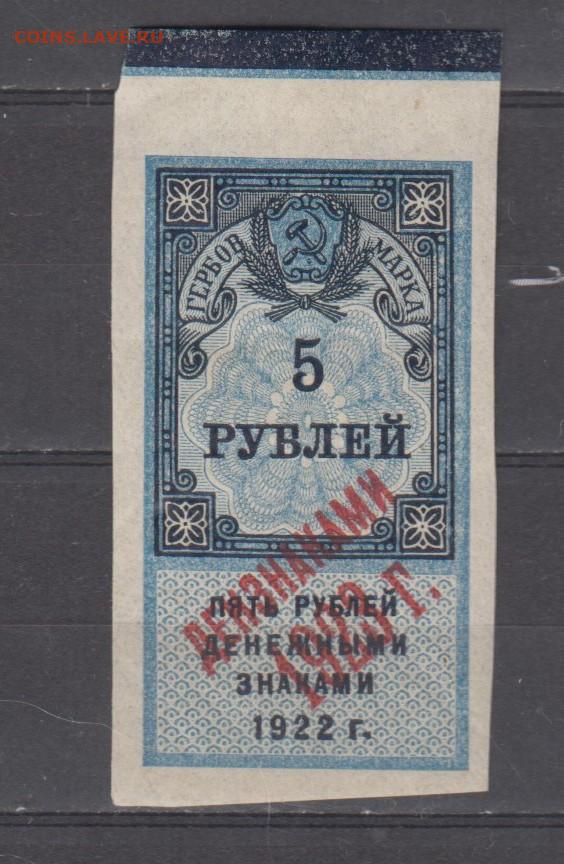 COINS.LAVE.RU
ГЕРБОВ МАРКА
5
РУБЛЕЙ
ДЕНЗНАКАМИ
1923 Г.
ПЯТЬ РУБЛЕЙ
ДЕНЕЖНЫМИ
ЗНАКАМИ
1922 г.